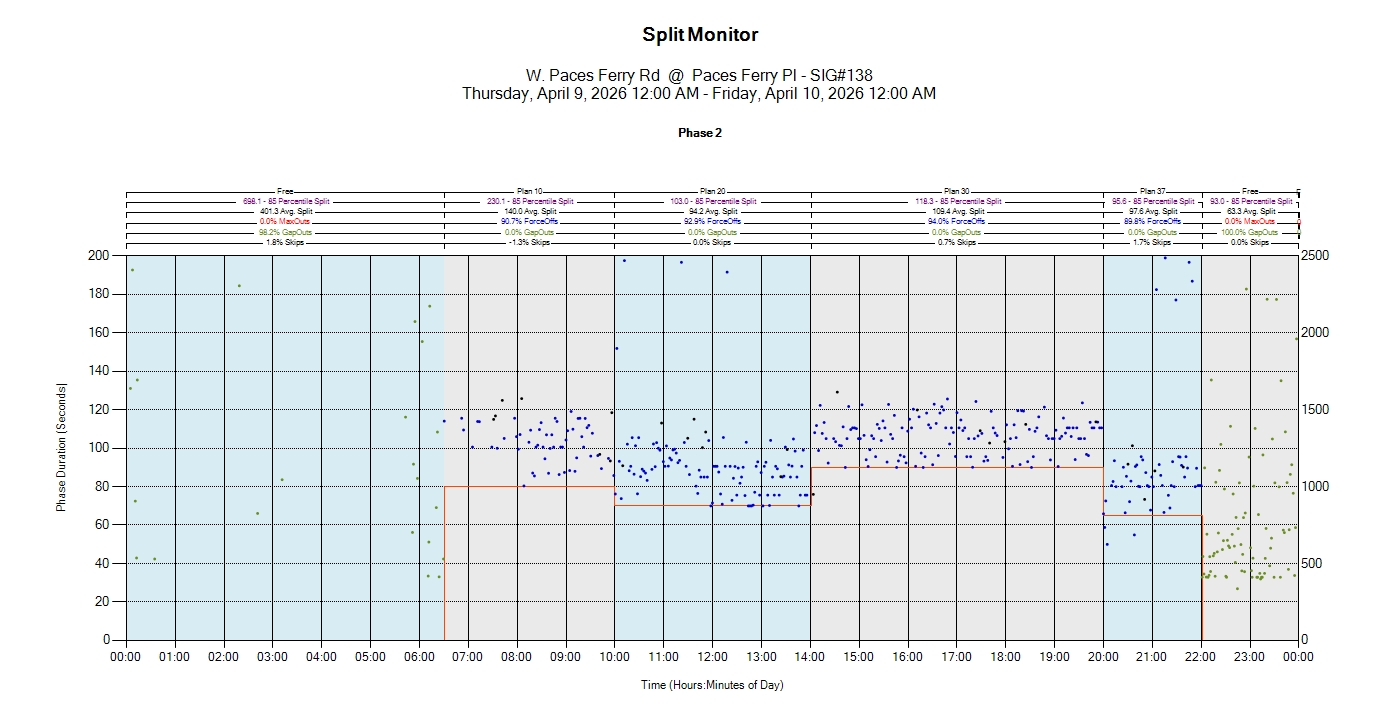 Split Monitor
W. Paces Ferry Rd @ Paces Ferry Pl - SIG#138
Thursday, April 9, 2026 12:00 AM - Friday, April 10, 2026 12:00 AM
Phase 2
Free Plan 10 Plan 20 Plan 30 Plan 37 Free F
698.1 - 85 Percentile Split 230.1 - 85 Percentile Split 103.0 - 85 Percentile Split 118.3 - 85 Percentile Split 95.6 - 85 Percentile Split 93.0 - 85 Percentile Split
401.3 Avg. Split 140.0 Avg. Split 94.2 Avg. Split 109.4 Avg. Split 97.6 Avg. Split 63.3 Avg. Split
0.0% MaxOuts 90.7% ForceOffs 92.9% ForceOffs 94.0% ForceOffs 89.8% ForceOffs 0.0% MaxOuts
98.2% GapOuts 0.0% GapOuts 0.0% GapOuts 0.0% GapOuts 0.0% GapOuts 100.0% GapOuts
1.8% Skips -1.3% Skips 0.0% Skips 0.7% Skips 1.7% Skips 0.0% Skips
200 2500
180
160 2000
140
120 1500
100
80 1000
60
40 500
20
0 0
Phase Duration [Seconds]
00:00 01:00 02:00 03:00 04:00 05:00 06:00 07:00 08:00 09:00 10:00 11:00 12:00 13:00 14:00 15:00 16:00 17:00 18:00 19:00 20:00 21:00 22:00 23:00 00:00
Time (Hours:Minutes of Day)